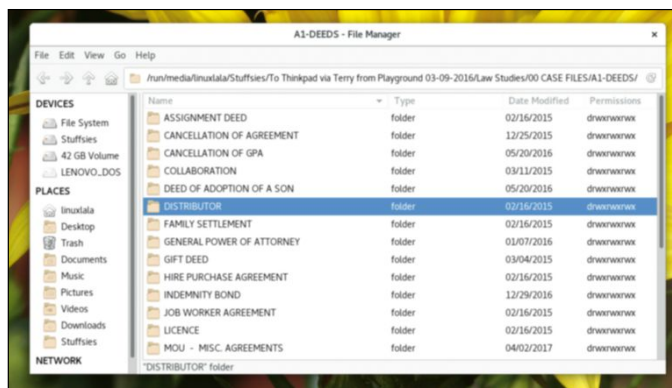 A1-DEEDS - File Manager
File Edit View Go Help
/run/media/linuxlala/Stuffsies/To Thinkpad via Terry from Playground 03-09-2016/Law Studies/00 CASE FILES/A1-DEEDS/
DEVICES
File System
Stuffsies
42 GB Volume
LENOVO_DOS
PLACES
linuxlala
Desktop
Trash
Documents
Music
Pictures
Videos
Downloads
Stuffsies
NETWORK
Name Type Date Modified Permissions
ASSIGNMENT DEED folder 02/16/2015 drwxrwxrwx
CANCELLATION OF AGREEMENT folder 12/25/2015 drwxrwxrwx
CANCELLATION OF GPA folder 05/20/2016 drwxrwxrwx
COLLABORATION folder 03/11/2015 drwxrwxrwx
DEED OF ADOPTION OF A SON folder 05/20/2016 drwxrwxrwx
DISTRIBUTOR folder 02/16/2015 drwxrwxrwx
FAMILY SETTLEMENT folder 02/16/2015 drwxrwxrwx
GENERAL POWER OF ATTORNEY folder 01/07/2016 drwxrwxrwx
GIFT DEED folder 03/04/2015 drwxrwxrwx
HIRE PURCHASE AGREEMENT folder 02/16/2015 drwxrwxrwx
INDEMNITY BOND folder 12/29/2016 drwxrwxrwx
JOB WORKER AGREEMENT folder 02/16/2015 drwxrwxrwx
LICENCE folder 02/16/2015 drwxrwxrwx
MOU - MISC. AGREEMENTS folder 04/02/2017 drwxrwxrwx
"DISTRIBUTOR" folder